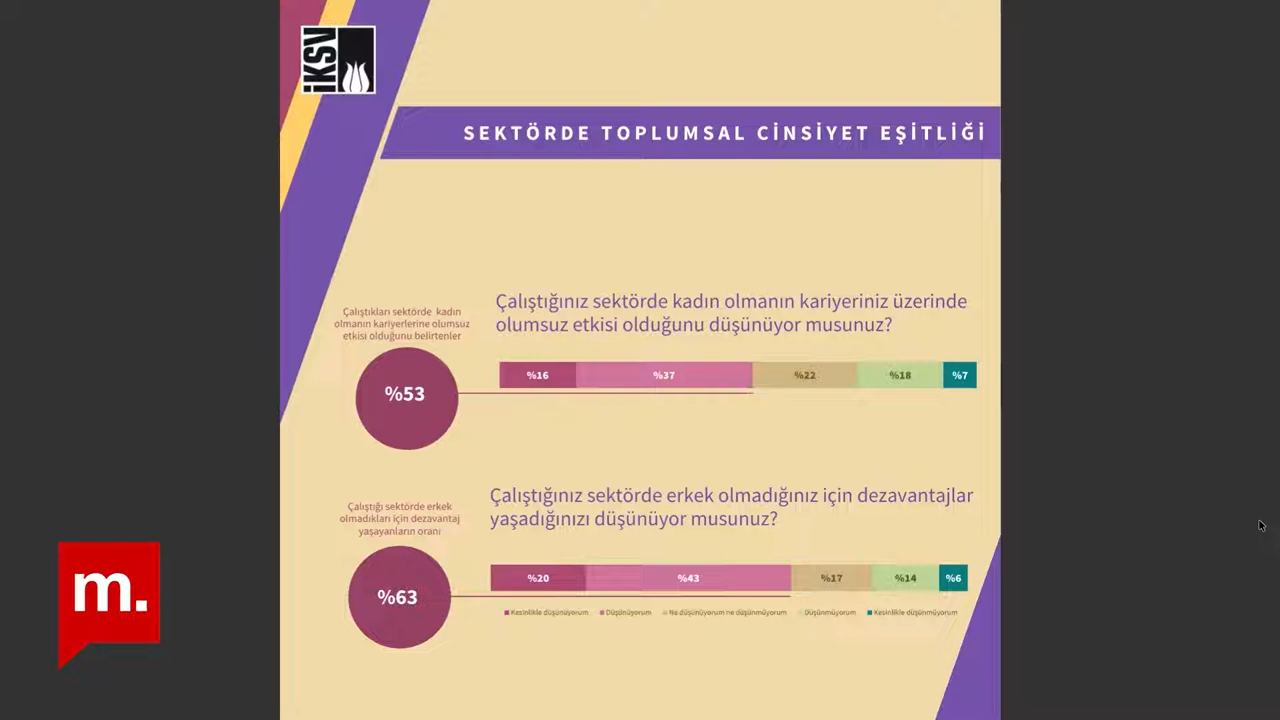 İKSV
SEKTÖRDE TOPLUMSAL CİNSİYET EŞİTLİĞİ
Çalıştıkları sektörde kadın
olmanın kariyerlerine olumsuz
etkisi olduğunu belirtenler
%53
Çalıştığınız sektörde kadın olmanın kariyeriniz üzerinde
olumsuz etkisi olduğunu düşünüyor musunuz?
%16 %37 %22 %18 %7
Çalıştığı sektörde erkek
olmadıkları için dezavantaj
yaşayanların oranı
%63
Çalıştığınız sektörde erkek olmadığınız için dezavantajlar
yaşadığınızı düşünüyor musunuz?
%20 %43 %17 %14 %6
Kesinlikle düşünüyorum Düşünüyorum Ne düşünüyorum ne düşünmüyorum Düşünmüyorum Kesinlikle düşünmüyorum
m.